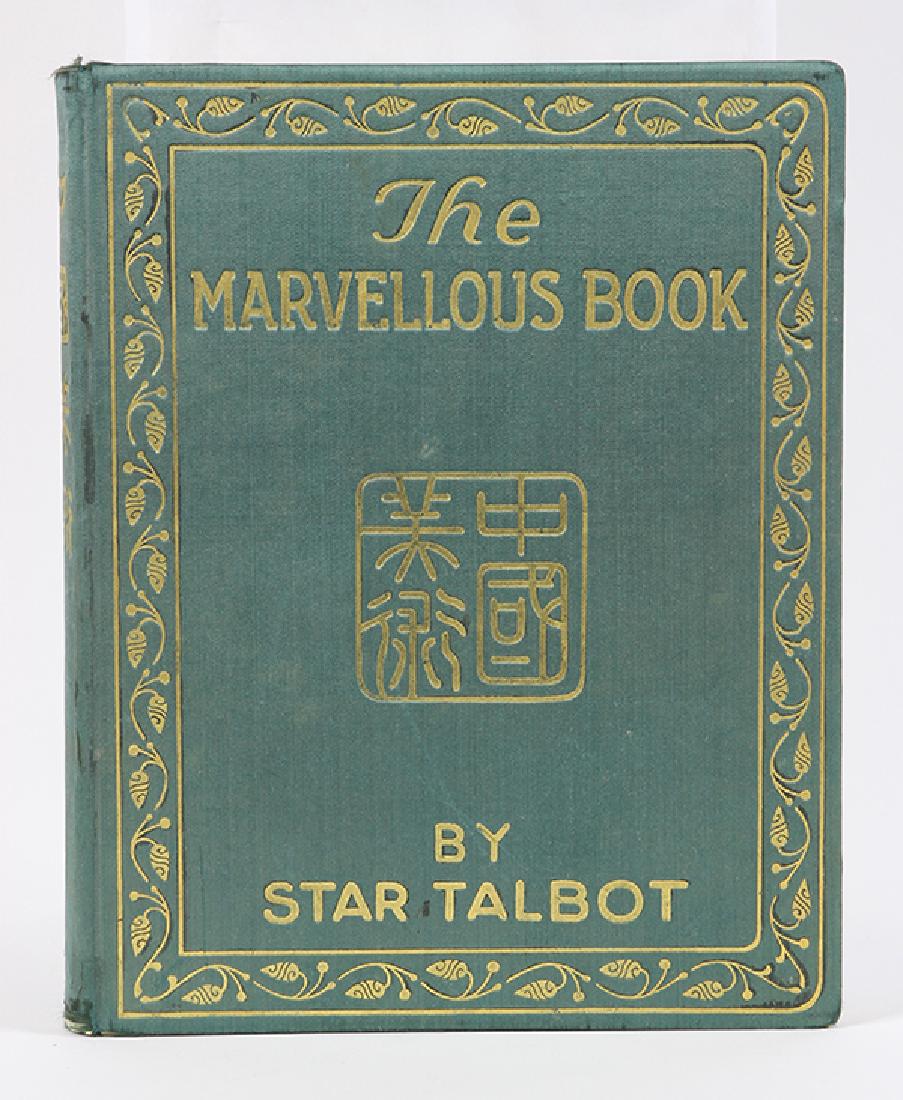 The
MARVELLOUS BOOK
中國
美術
BY
STAR TALBOT